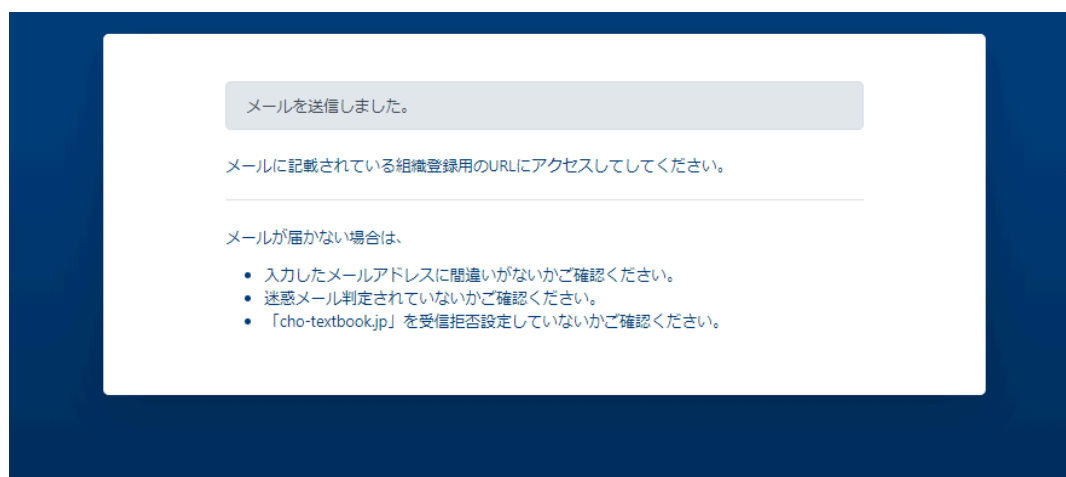 メールを送信しました。
メールに記載されている組織登録用のURLにアクセスしてしてください。
メールが届かない場合は、
• 入力したメールアドレスに間違いがないかご確認ください。
• 迷惑メール判定されていないかご確認ください。
• 「cho-textbook.jp」を受信拒否設定していないかご確認ください。